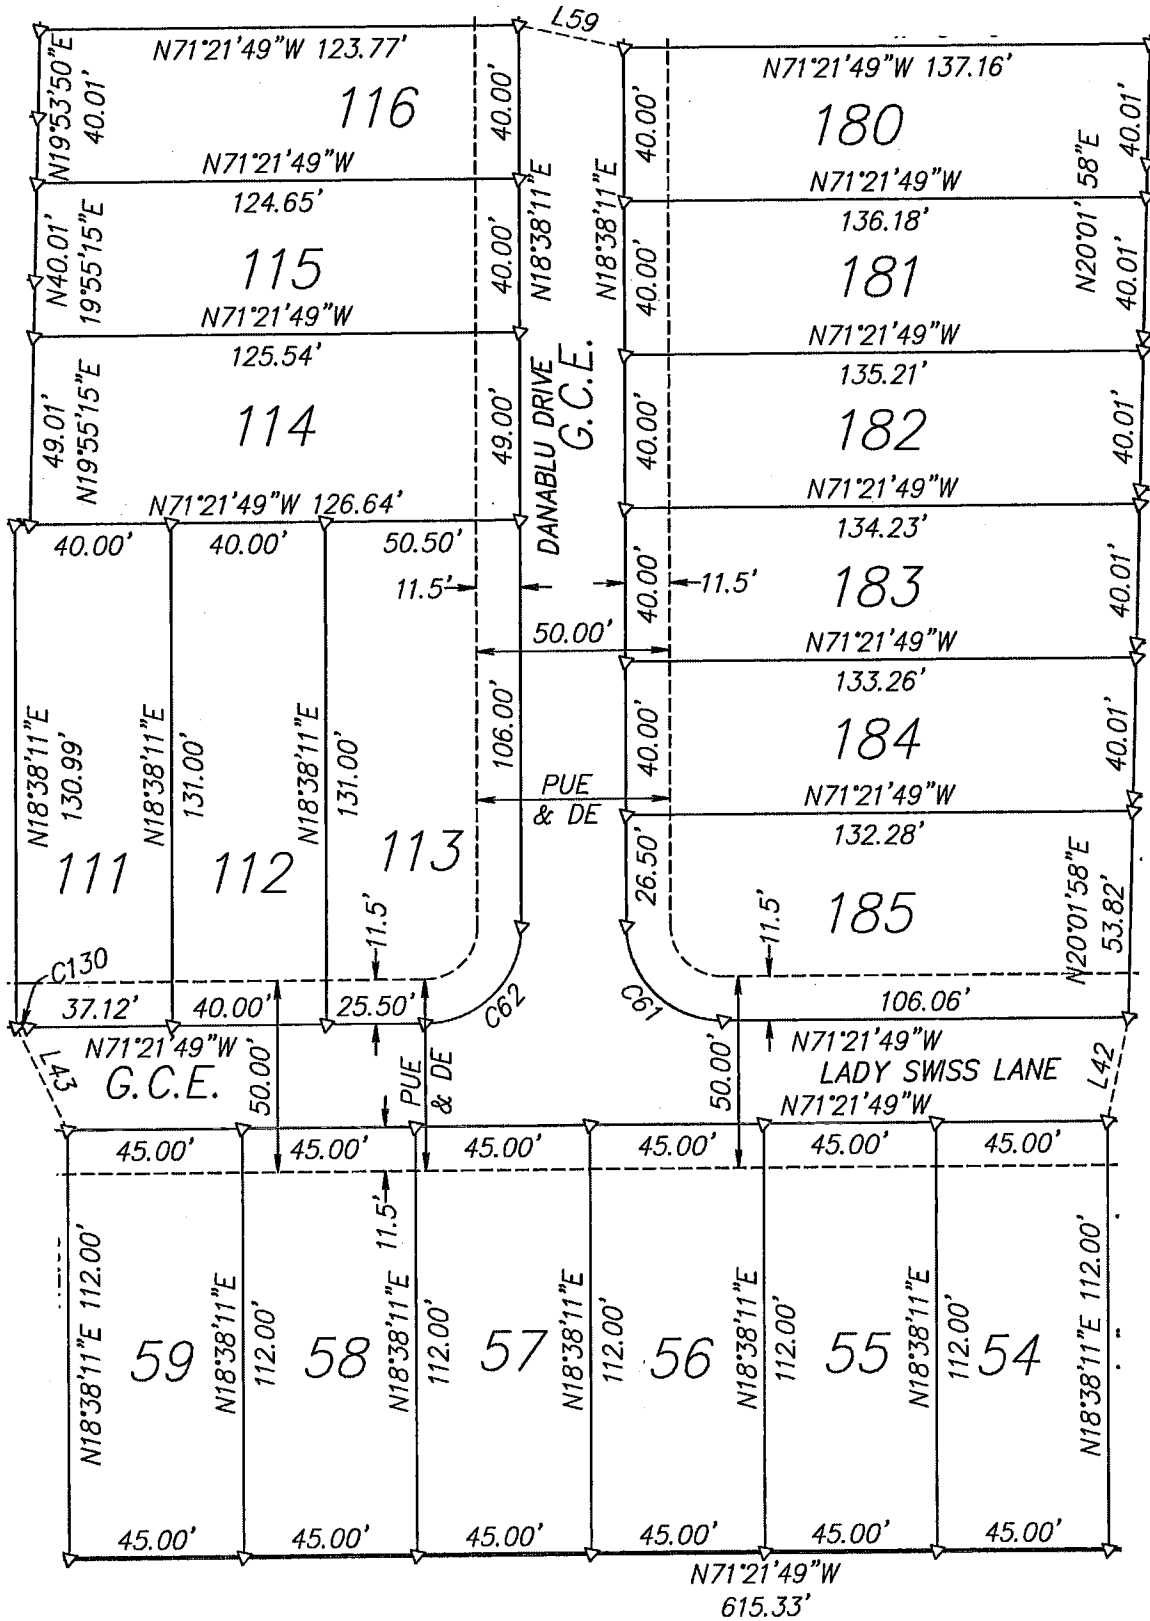 L59
N71°21'49"W 123.77'
N71°21'49"W 137.16'
N19°53'50"E
40.01'
116
40.00'
40.00'
180
40.01'
N71°21'49"W
124.65'
N18°38'11"E
N18°38'11"E
N71°21'49"W
136.18'
N20°01'58"E
N40.01'
19°55'15"E
115
40.00'
40.00'
181
40.01'
N71°21'49"W
125.54'
N71°21'49"W
135.21'
49.01'
N19°55'15"E
114
49.00'
DANABLU DRIVE
G.C.E.
40.00'
182
40.01'
N71°21'49"W 126.64'
N71°21'49"W
134.23'
40.00'
40.00'
50.50'
11.5'
40.00'
11.5'
183
40.01'
50.00'
N71°21'49"W
133.26'
N18°38'11"E
130.99'
N18°38'11"E
131.00'
N18°38'11"E
131.00'
106.00'
40.00'
184
40.01'
PUE
& DE
N71°21'49"W
132.28'
111
112
113
26.50'
185
N20°01'58"E
53.82'
11.5'
11.5'
C130
37.12'
40.00'
25.50'
C62
C61
106.06'
N71°21'49"W
N71°21'49"W
L43
G.C.E.
50.00'
PUE
& DE
50.00'
LADY SWISS LANE
L42
N71°21'49"W
45.00'
45.00'
45.00'
45.00'
45.00'
45.00'
11.5'
N18°38'11"E 112.00'
59
N18°38'11"E
112.00'
58
N18°38'11"E
112.00'
57
N18°38'11"E
112.00'
56
N18°38'11"E
112.00'
55
N18°38'11"E
112.00'
54
N18°38'11"E 112.00'
45.00'
45.00'
45.00'
45.00'
45.00'
45.00'
N71°21'49"W
615.33'